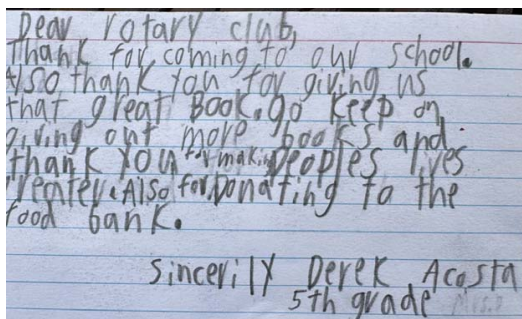 Dear rotary club,
Thank for coming to our school.
Also thank you for giving us
that great Book. go keep on
giving out more books and
thank you for making peoples lives
greater. Also for Donating to the
food bank.
Sincerily Derek Acosta
5th grade Mrs.D